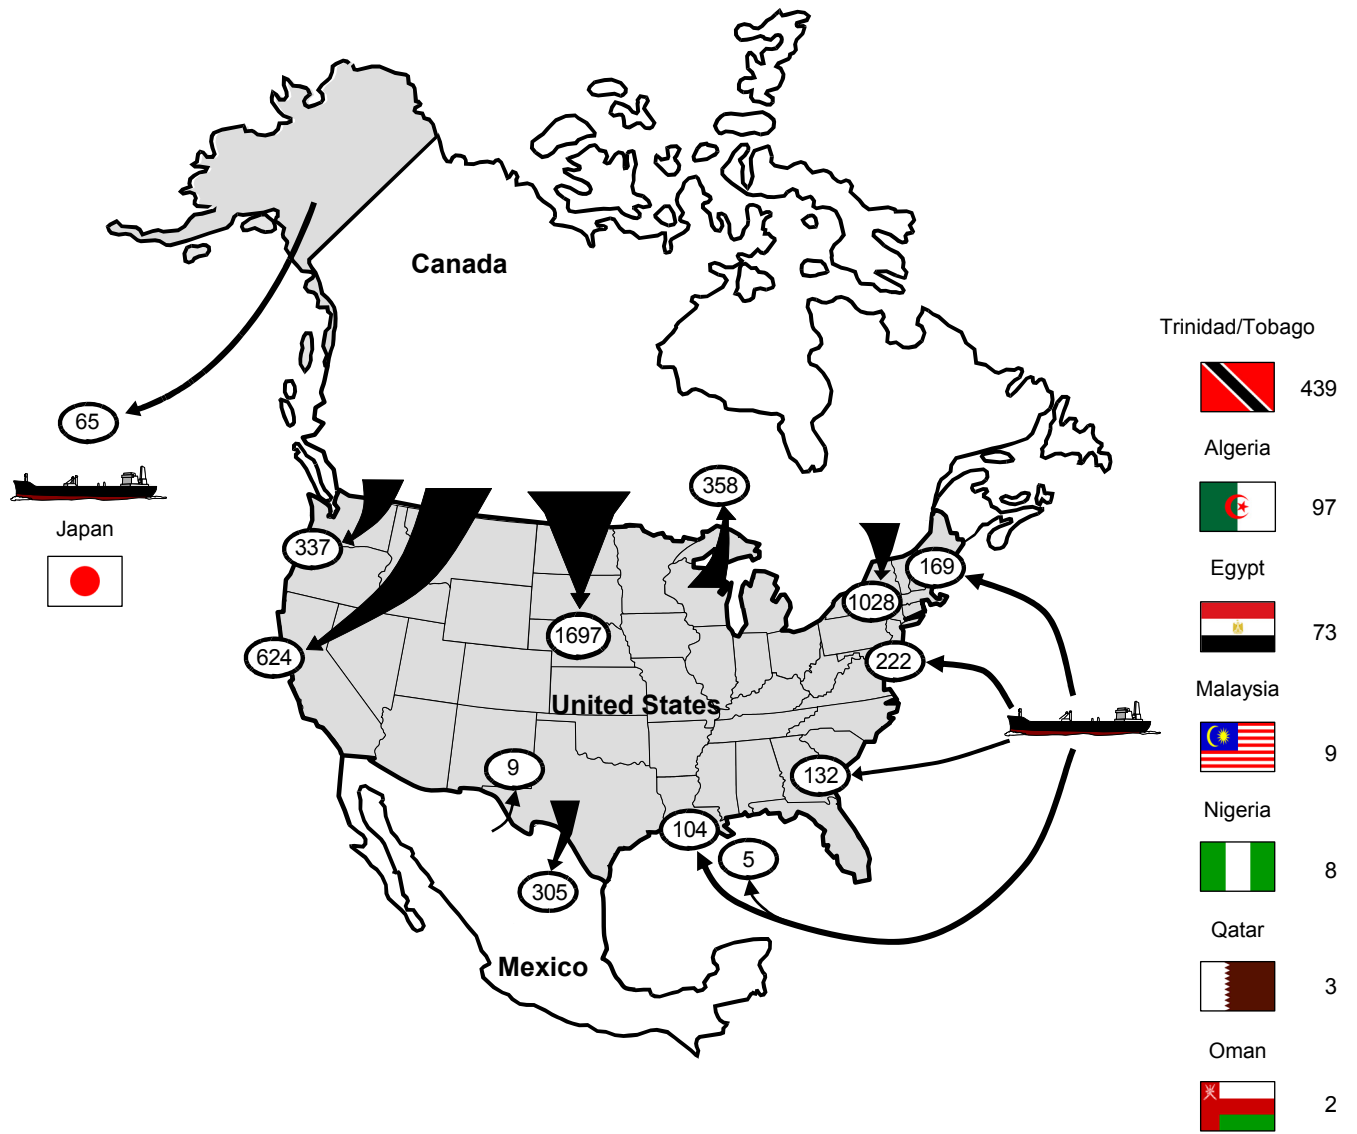 Canada
Trinidad/Tobago
439
65
Algeria
358
97
Japan
337
169
Egypt
1028
1697
73
624
222
Malaysia
United States
9
132
9
104
Nigeria
5
8
305
Qatar
Mexico
3
Oman
2